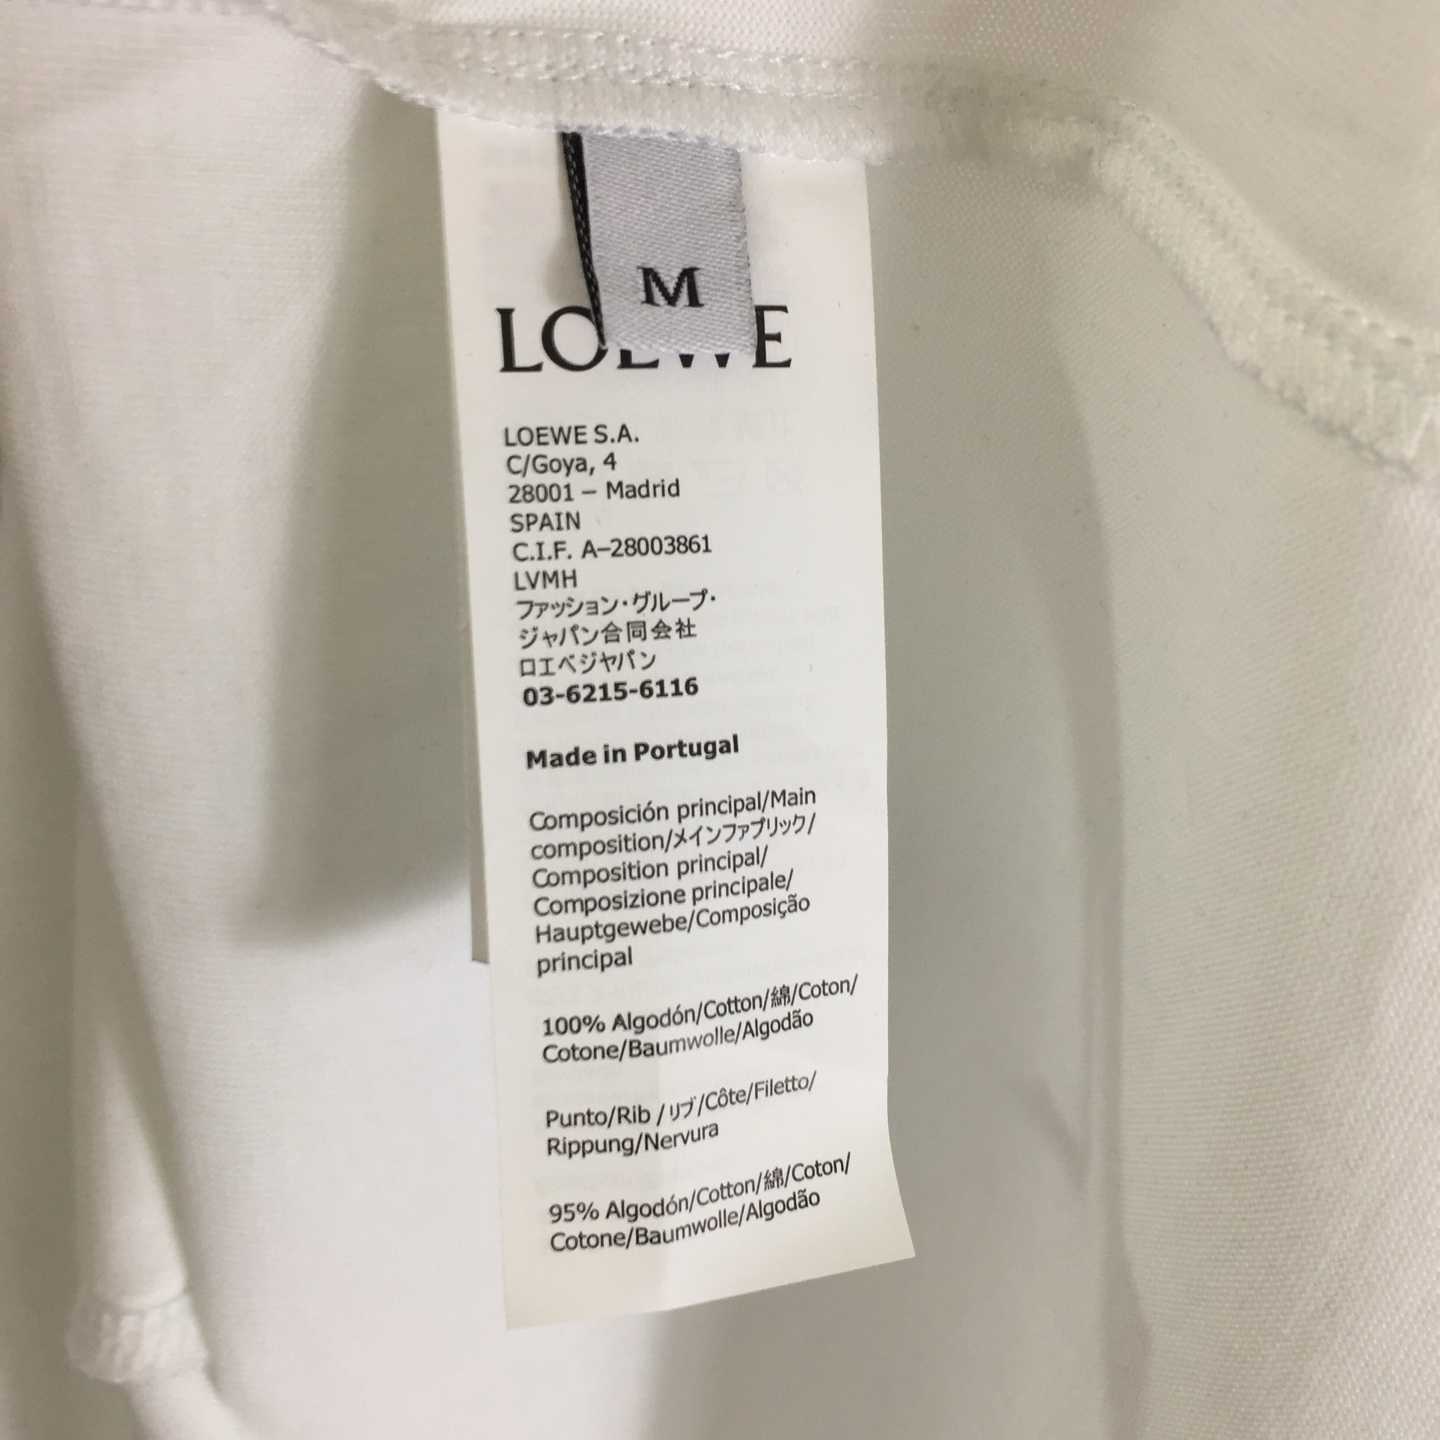 M
LOEWE
LOEWE S.A.
C/Goya, 4
28001 – Madrid
SPAIN
C.I.F. A–28003861
LVMH
ファッション・グループ・
ジャパン合同会社
ロエベジャパン
03-6215-6116
Made in Portugal
Composición principal/Main
composition/メインファブリック/
Composition principal/
Composizione principale/
Hauptgewebe/Composição
principal
100% Algodón/Cotton/綿/Coton/
Cotone/Baumwolle/Algodão
Punto/Rib /リブ/Côte/Filetto/
Rippung/Nervura
95% Algodón/Cotton/綿/Coton/
Cotone/Baumwolle/Algodão